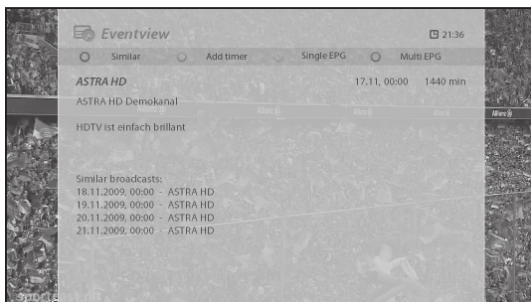 Eventview
21:36
Similar Add timer Single EPG Multi EPG
ASTRA HD 17.11, 00:00 1440 min
ASTRA HD Demokanal
Allianz
HDTV ist einfach brillant
Similar broadcasts:
18.11.2009, 00:00 - ASTRA HD
19.11.2009, 00:00 - ASTRA HD
20.11.2009, 00:00 - ASTRA HD
21.11.2009, 00:00 - ASTRA HD